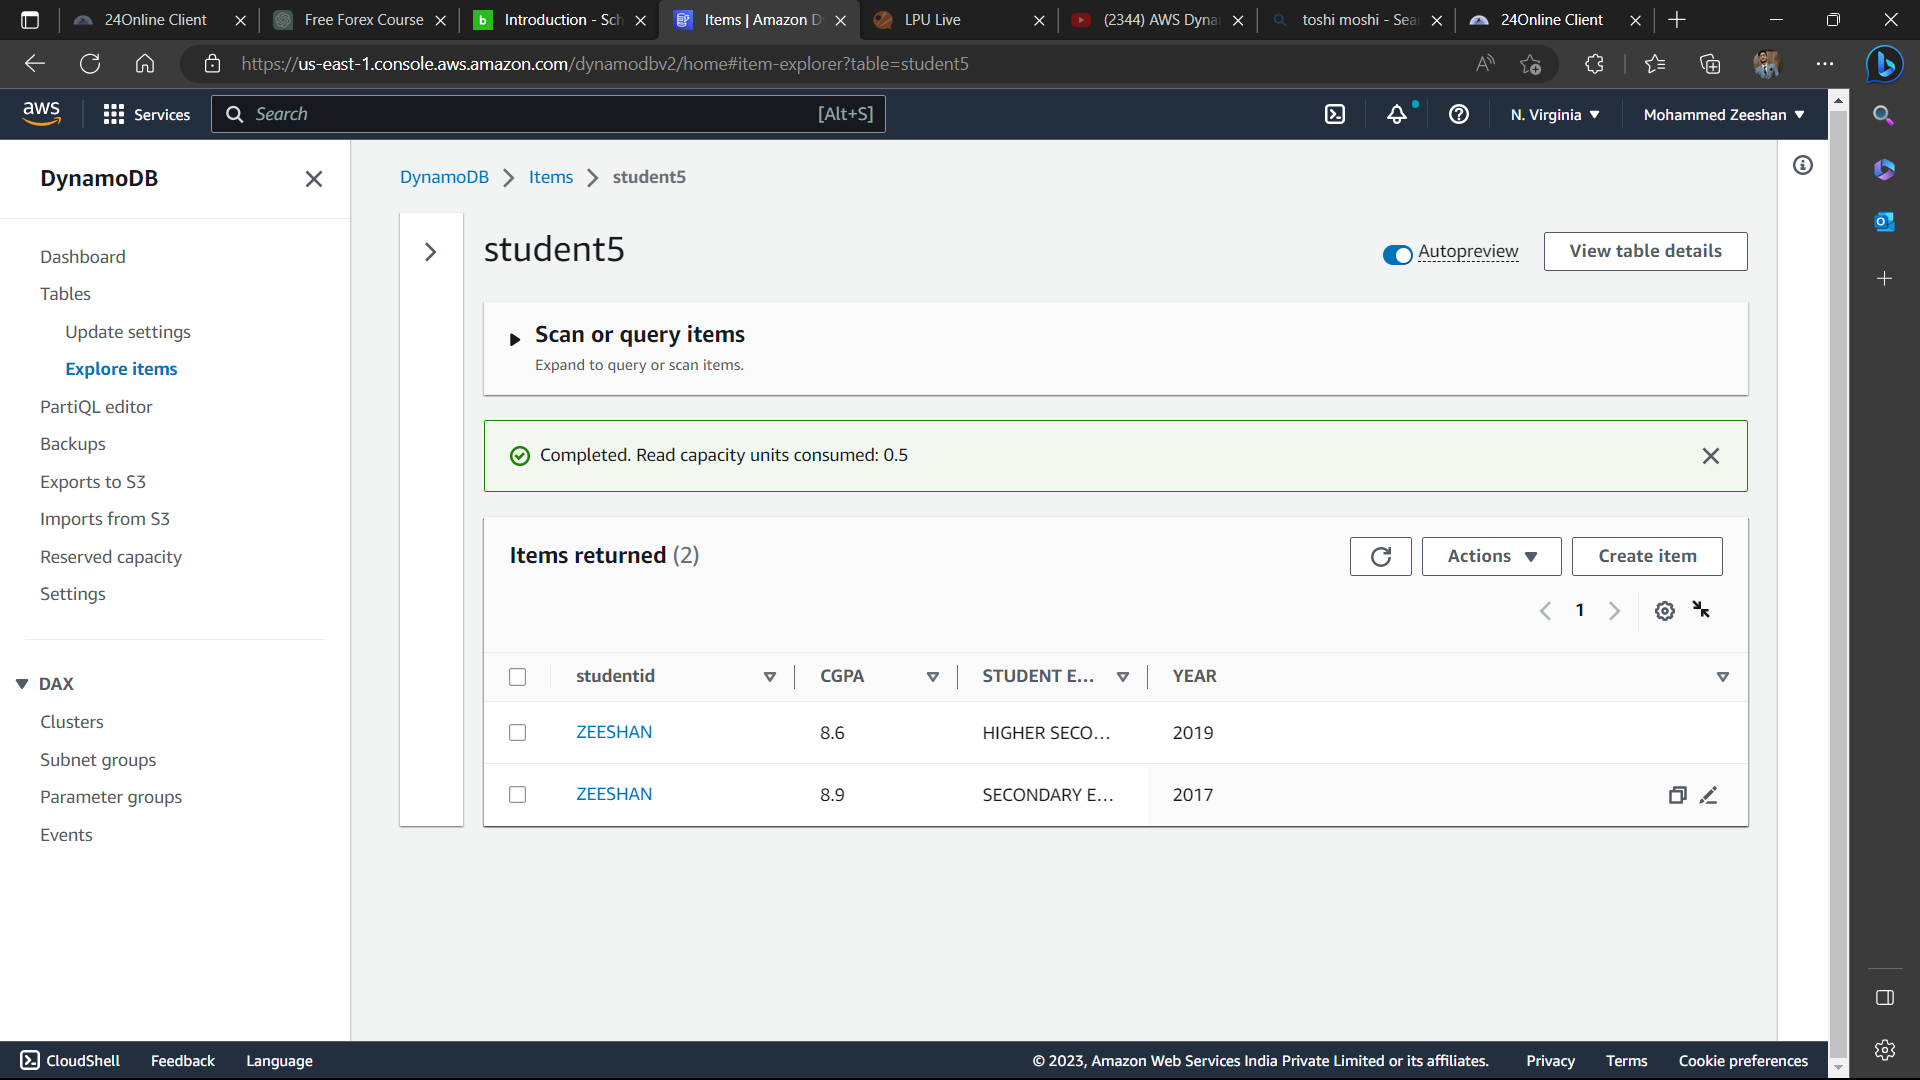 24Online Client
Free Forex Course
Introduction - Sch
Items | Amazon D
LPU Live
(2344) AWS Dyna
toshi moshi - Sea
24Online Client
https://us-east-1.console.aws.amazon.com/dynamodbv2/home#item-explorer?table=student5
aws
Services
Search
[Alt+S]
N. Virginia
Mohammed Zeeshan
DynamoDB
Dashboard
Tables
Update settings
Explore items
PartiQL editor
Backups
Exports to S3
Imports from S3
Reserved capacity
Settings
DAX
Clusters
Subnet groups
Parameter groups
Events
DynamoDB > Items > student5
student5
Autopreview
View table details
Scan or query items
Expand to query or scan items.
Completed. Read capacity units consumed: 0.5
Items returned (2)
Actions
Create item
1
studentid CGPA STUDENT E... YEAR
ZEESHAN 8.6 HIGHER SECO... 2019
ZEESHAN 8.9 SECONDARY E... 2017
CloudShell Feedback Language
© 2023, Amazon Web Services India Private Limited or its affiliates. Privacy Terms Cookie preferences